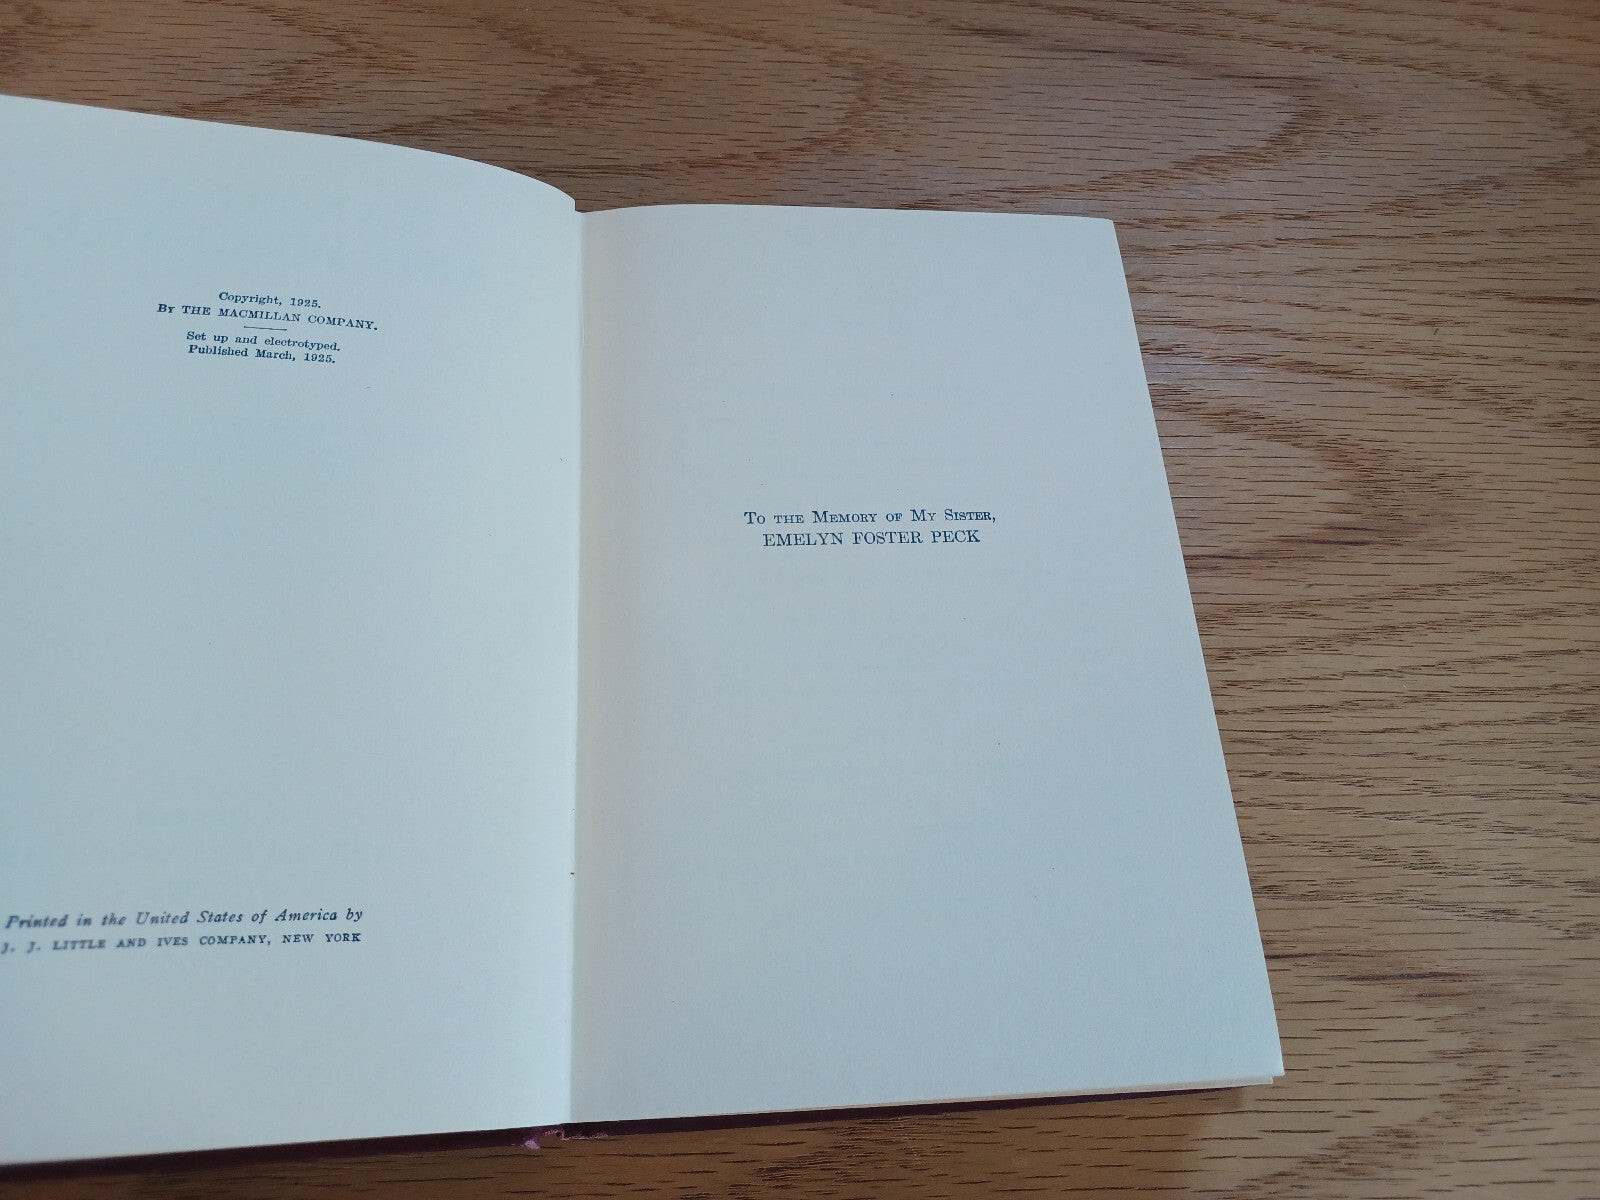 Copyright, 1925.
By THE MACMILLAN COMPANY.
Set up and electrotyped.
Published March, 1925.
Printed in the United States of America by
J. J. LITTLE AND IVES COMPANY, NEW YORK
To the Memory of My Sister,
EMELYN FOSTER PECK